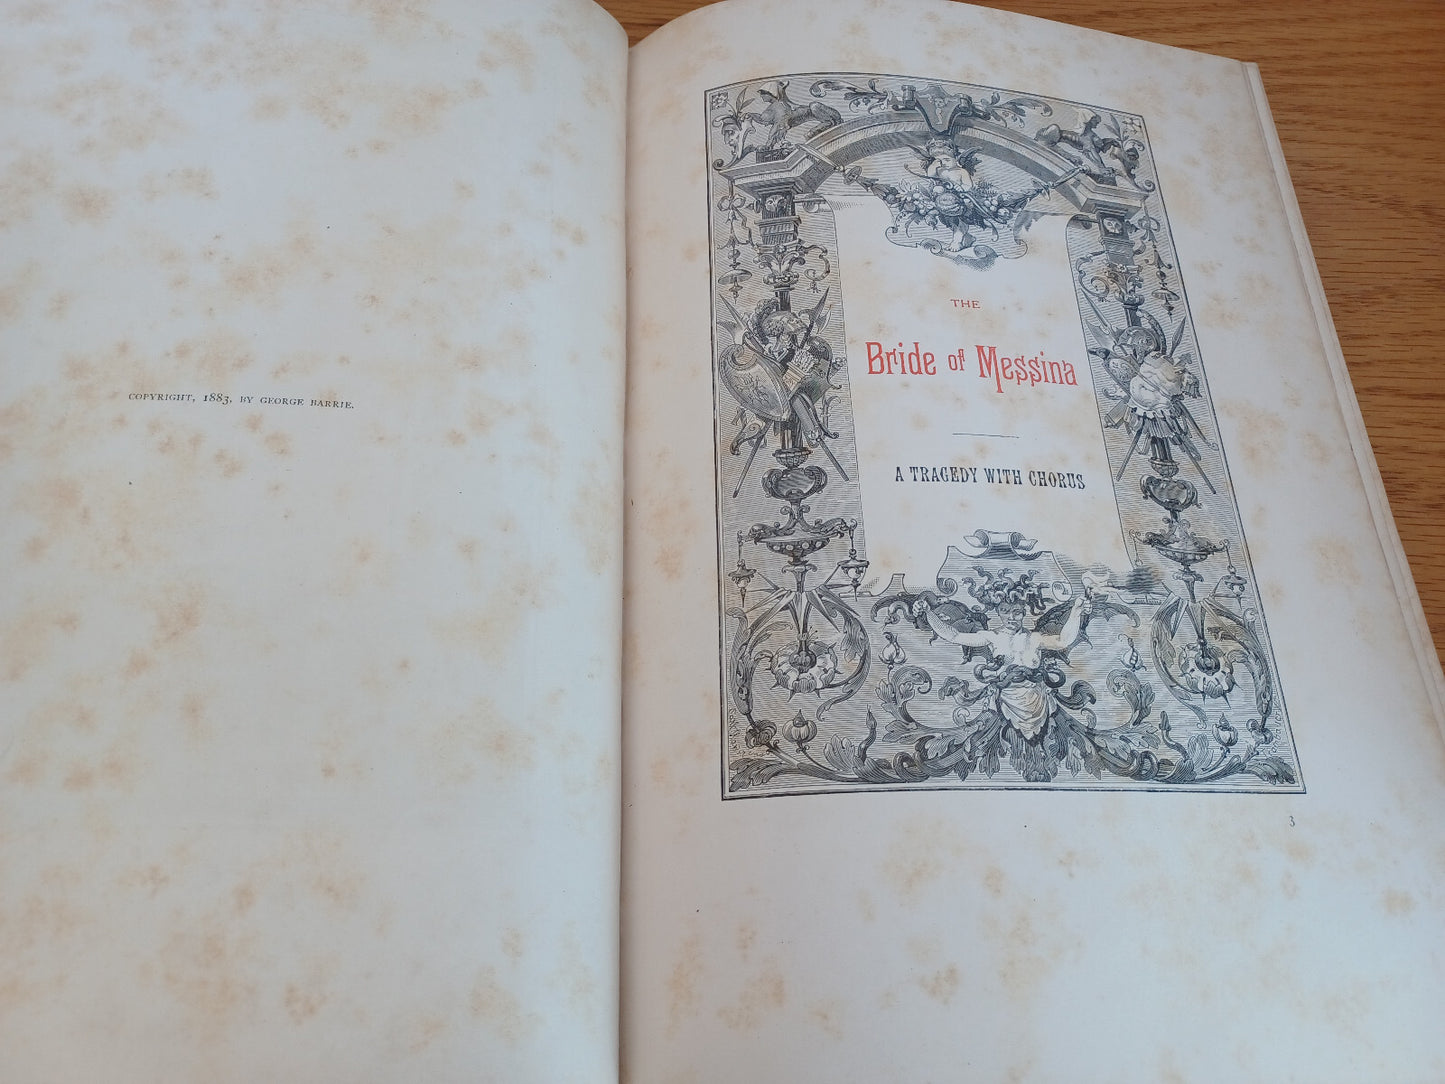 COPYRIGHT, 1883, BY GEORGE BARRIE.
THE
Bride of Messina
A TRAGEDY WITH CHORUS
3